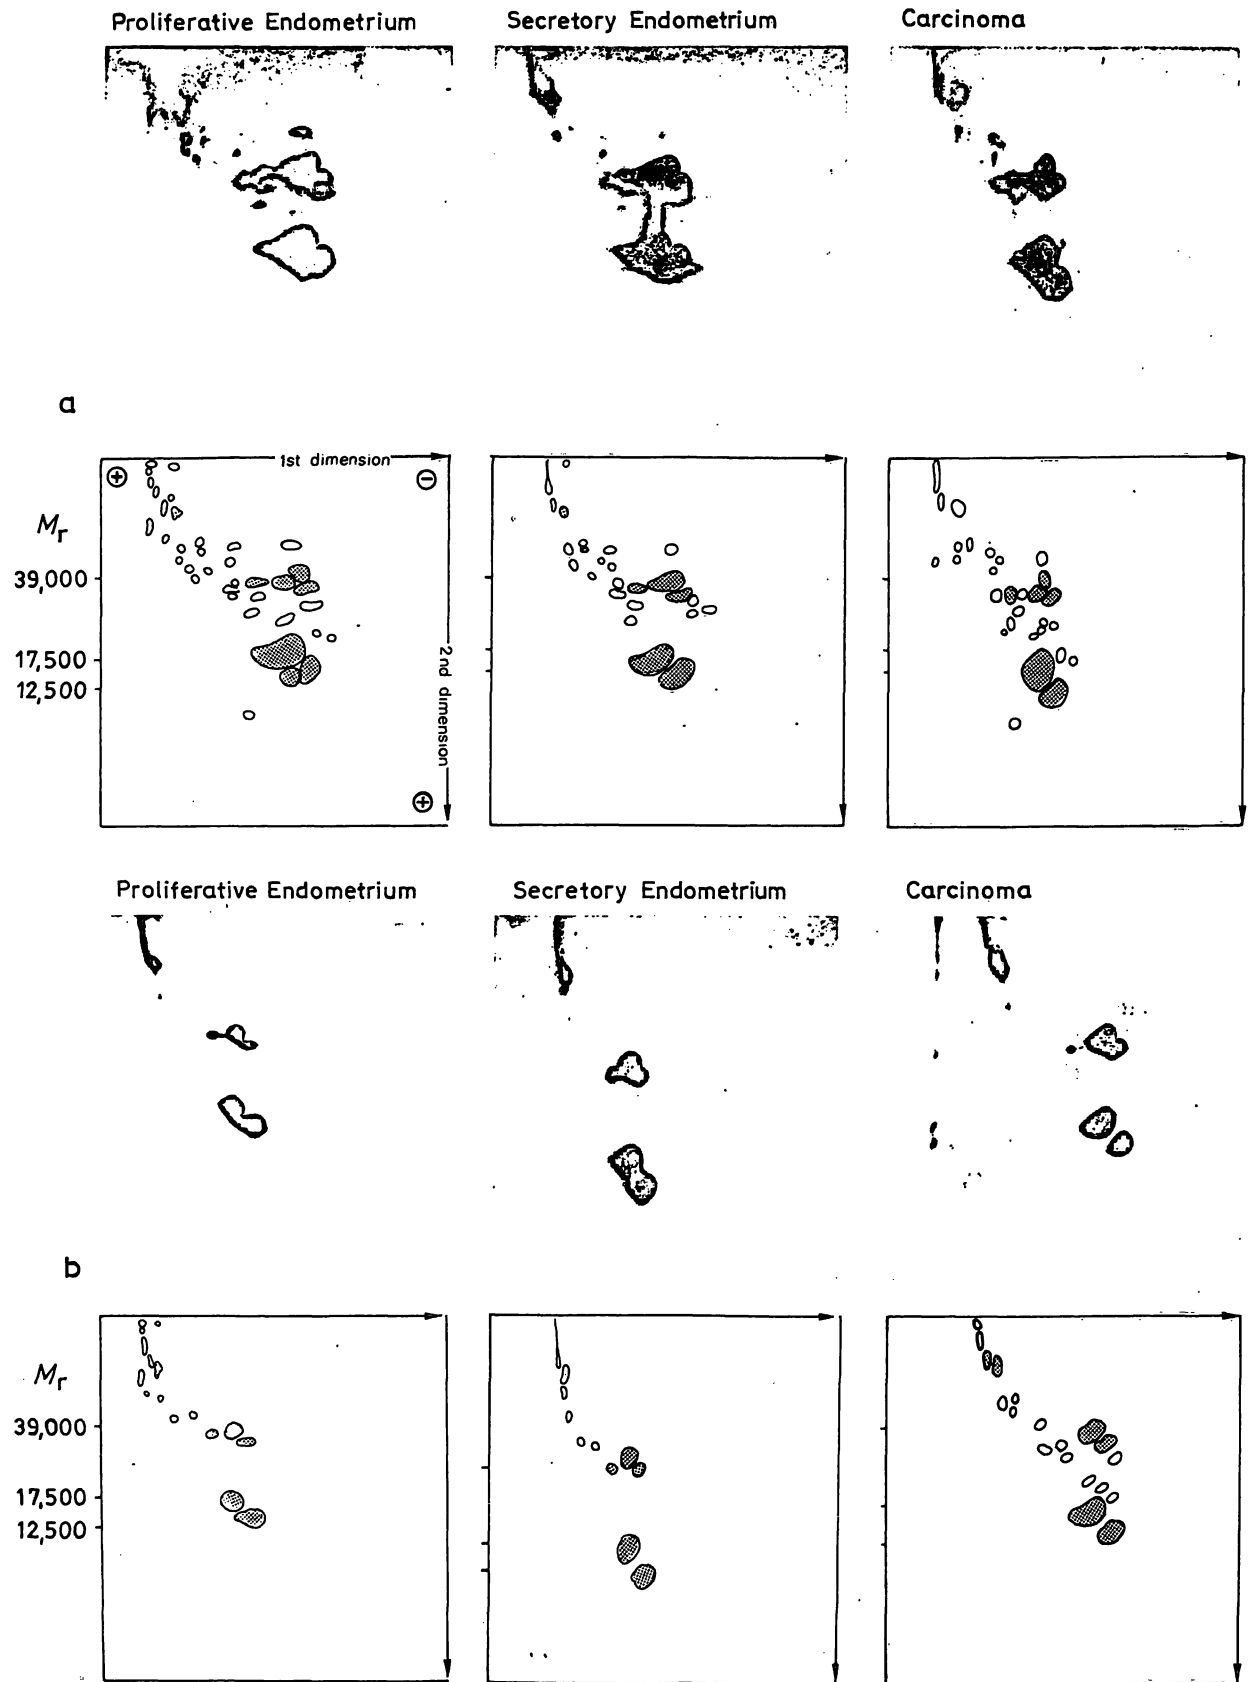 Proliferative Endometrium
Secretory Endometrium
Carcinoma
a
1st dimension
+
−
Mr
39,000
17,500
12,500
2nd dimension
+
Proliferative Endometrium
Secretory Endometrium
Carcinoma
b
Mr
39,000
17,500
12,500